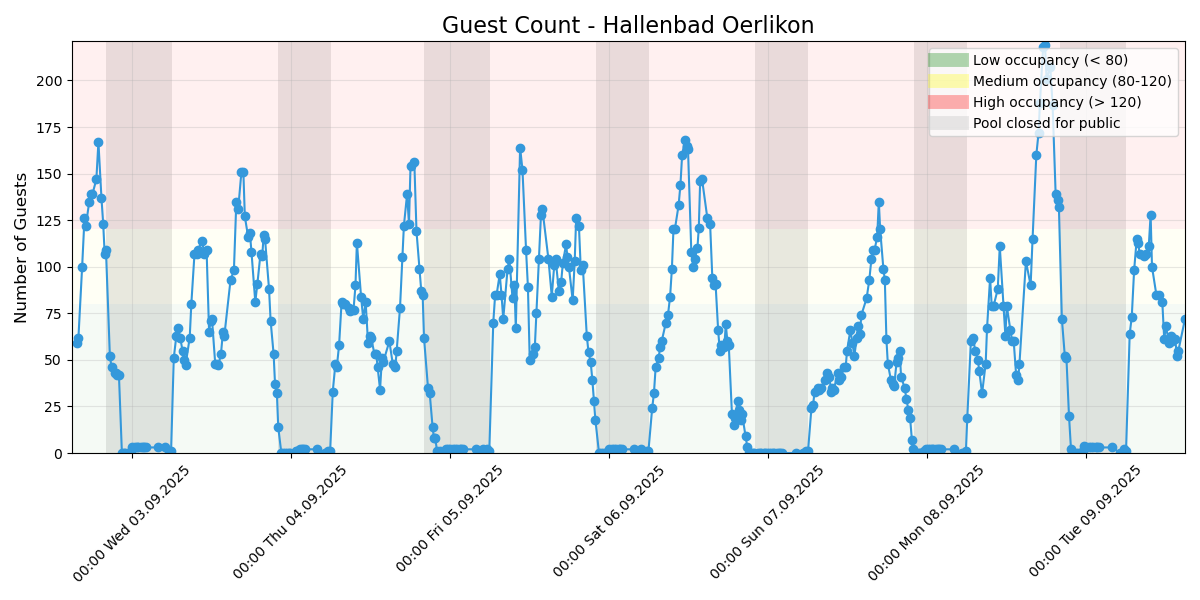 Guest Count - Hallenbad Oerlikon
Number of Guests
200
175
150
125
100
75
50
25
0
Low occupancy (< 80)
Medium occupancy (80-120)
High occupancy (> 120)
Pool closed for public
00:00 Wed 03.09.2025
00:00 Thu 04.09.2025
00:00 Fri 05.09.2025
00:00 Sat 06.09.2025
00:00 Sun 07.09.2025
00:00 Mon 08.09.2025
00:00 Tue 09.09.2025